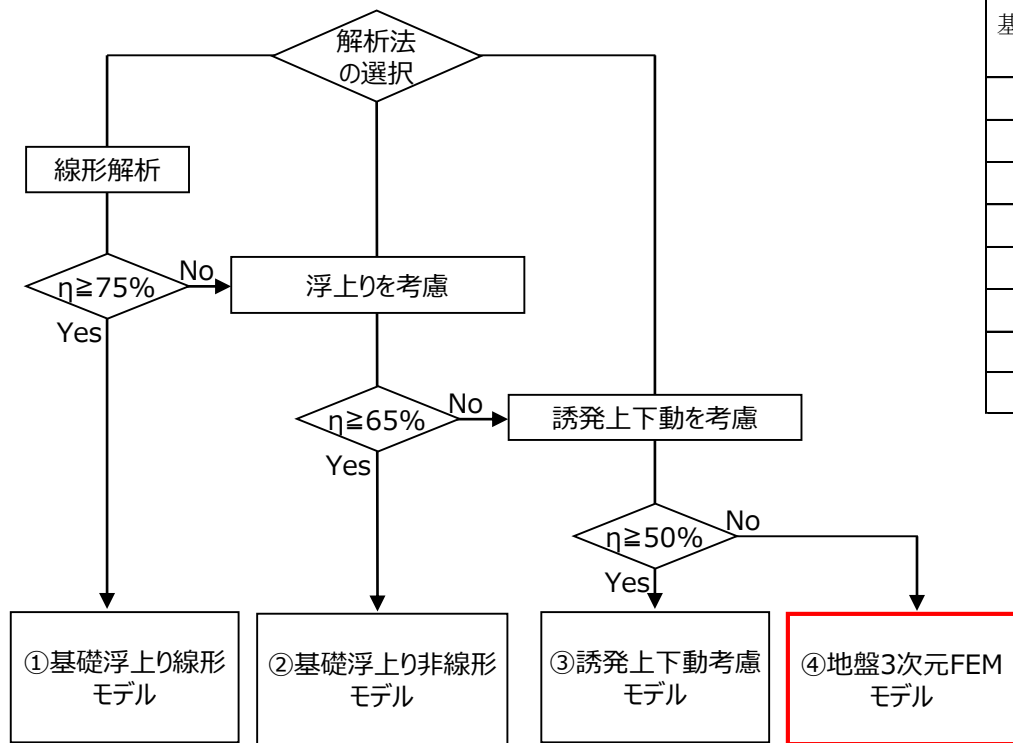 解析法
の選択
基
線形解析
η≧75%
No
Yes
浮上りを考慮
η≧65%
No
Yes
誘発上下動を考慮
η≧50%
No
Yes
①基礎浮上り線形
モデル
②基礎浮上り非線形
モデル
③誘発上下動考慮
モデル
④地盤3次元FEM
モデル